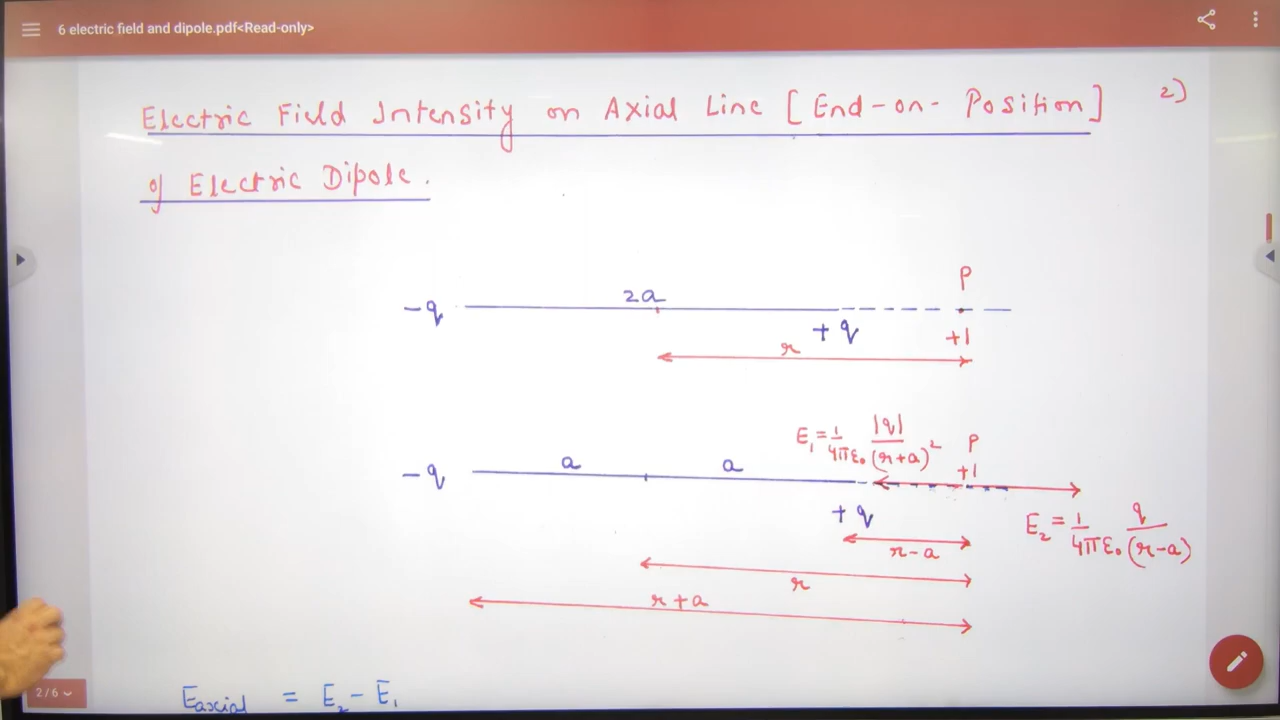 6 electric field and dipole.pdf<Read-only>
Electric Field Intensity on Axial Line [End-on-Position] 2)
of Electric Dipole.
P
2a
-q
+q +1
r
E₁ = 1/4πε₀ |q|/(r+a)² P
a a +1
-q
+q E₂ = 1/4πε₀ q/(r-a)
r-a
r
r+a
2/6
Eaxial = E₂ - E₁